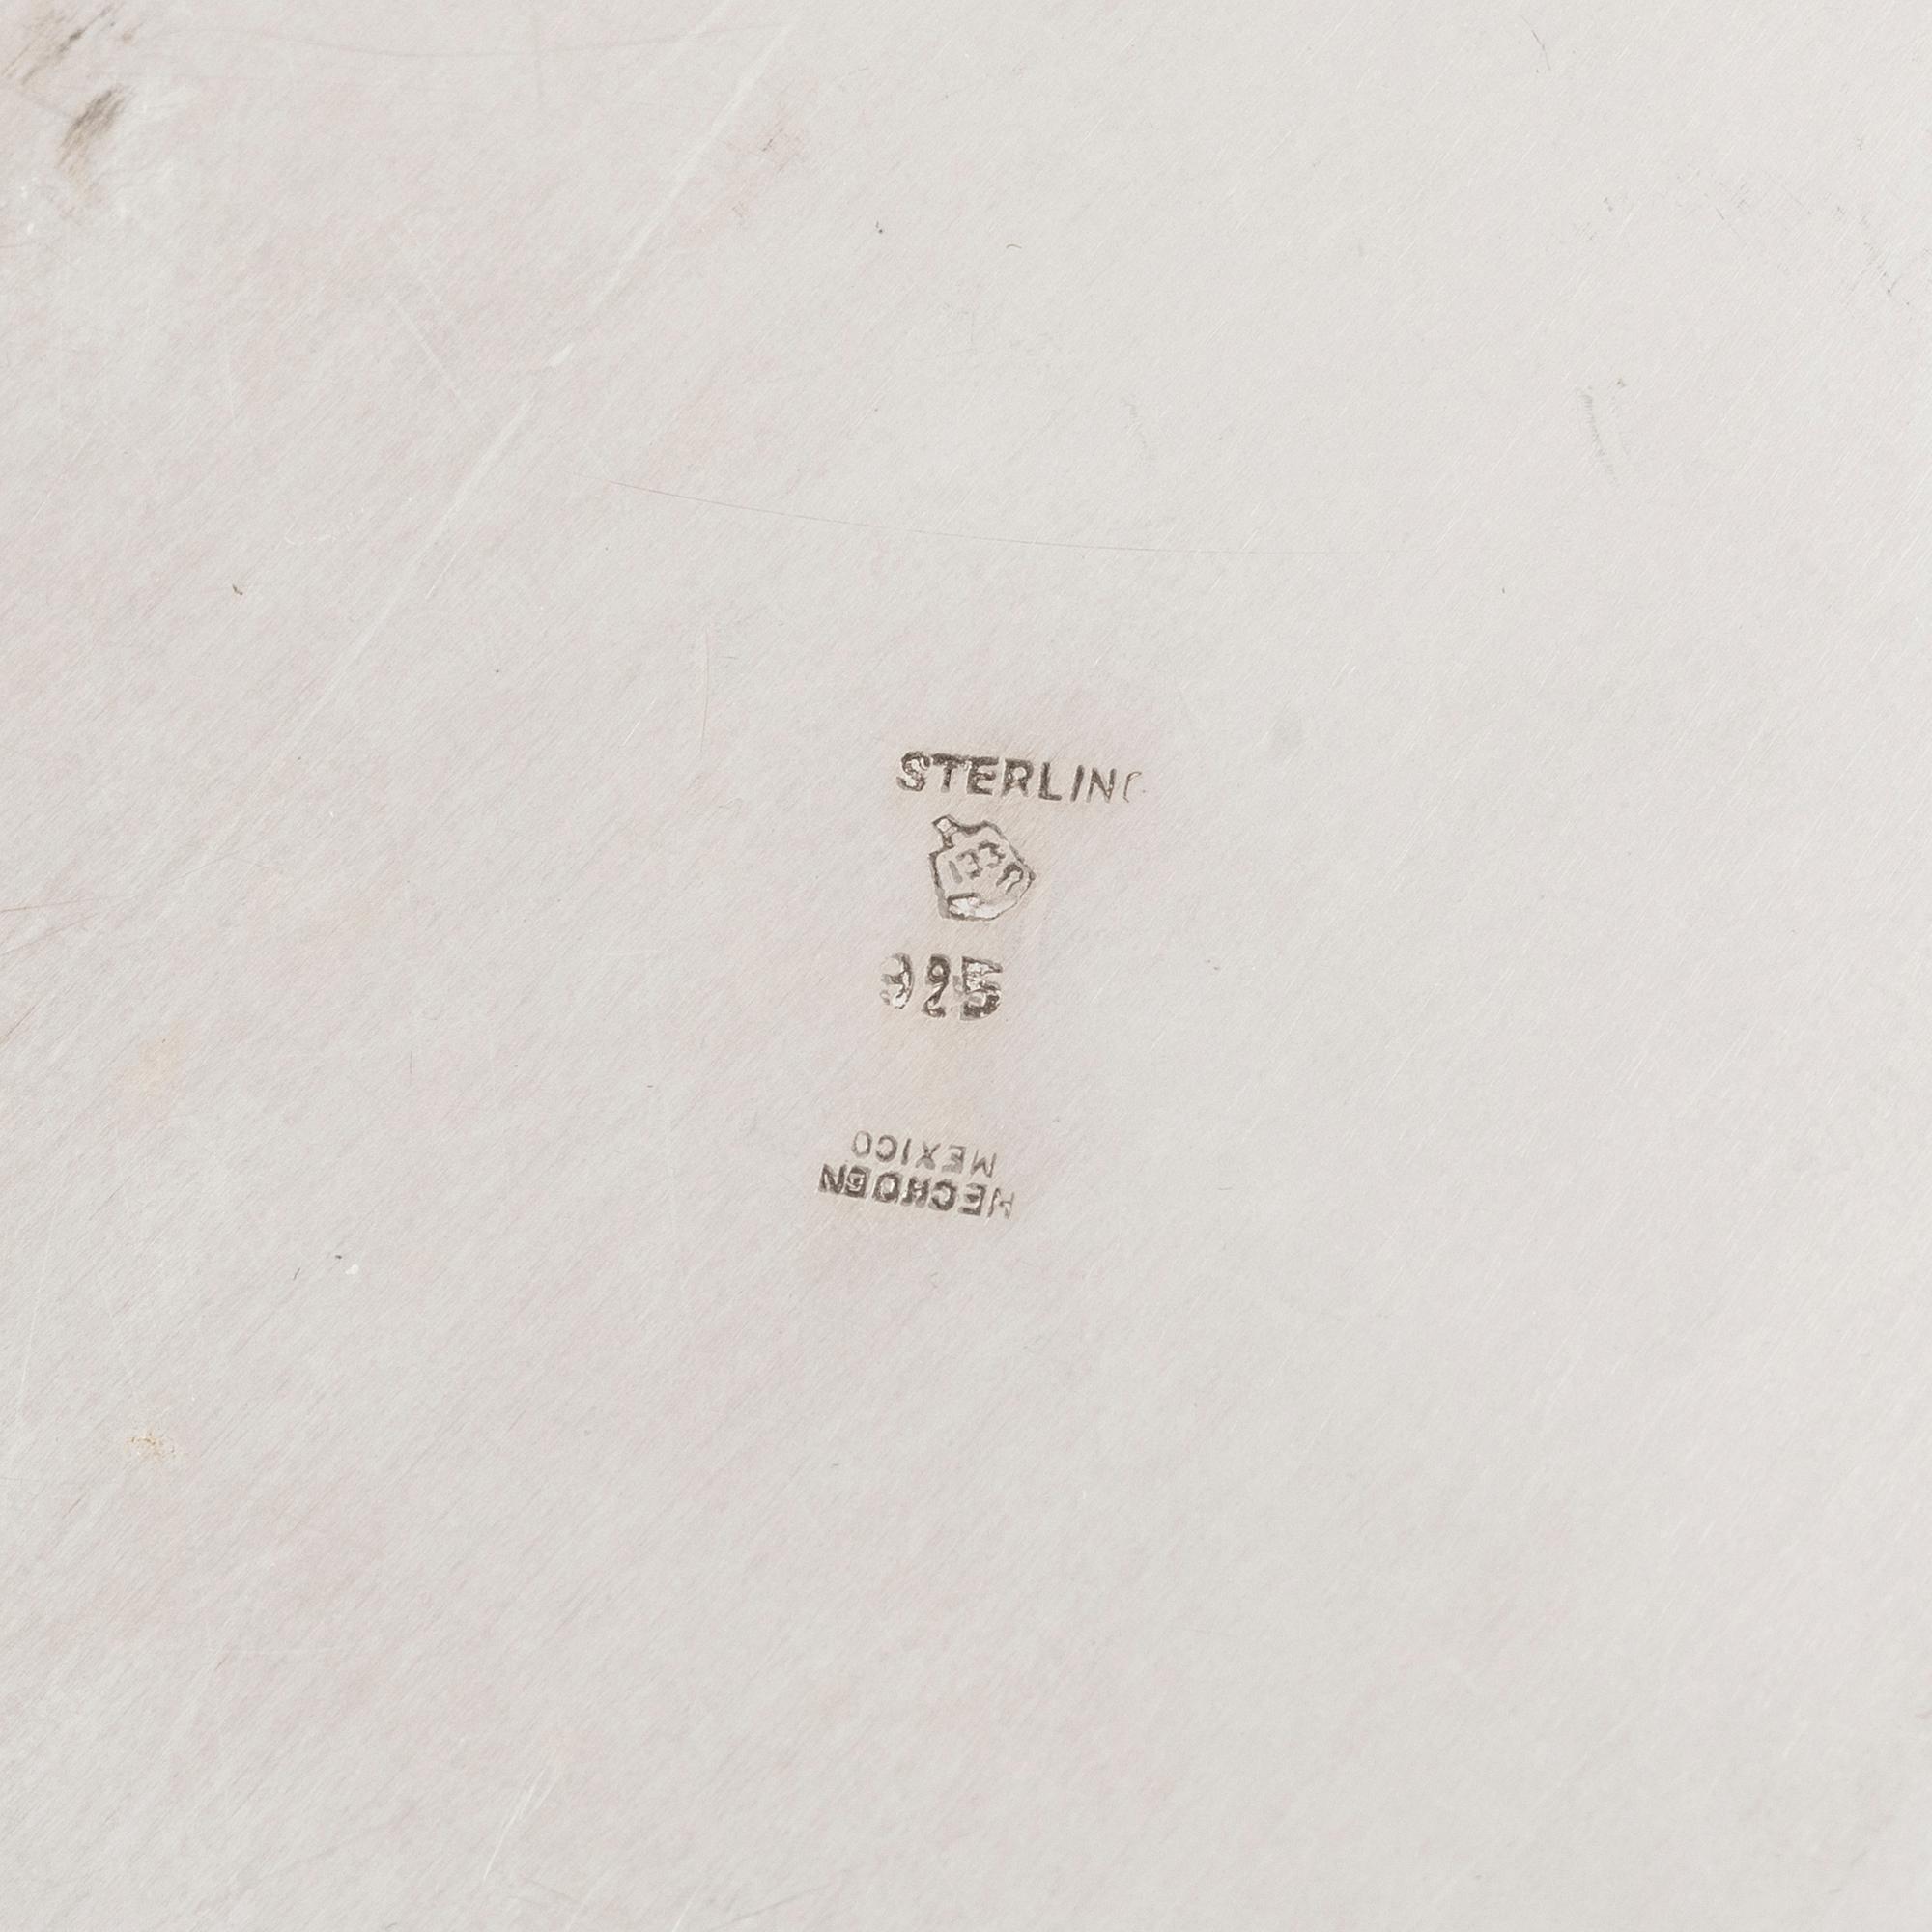 STERLING
925
HECHO EN
MEXICO